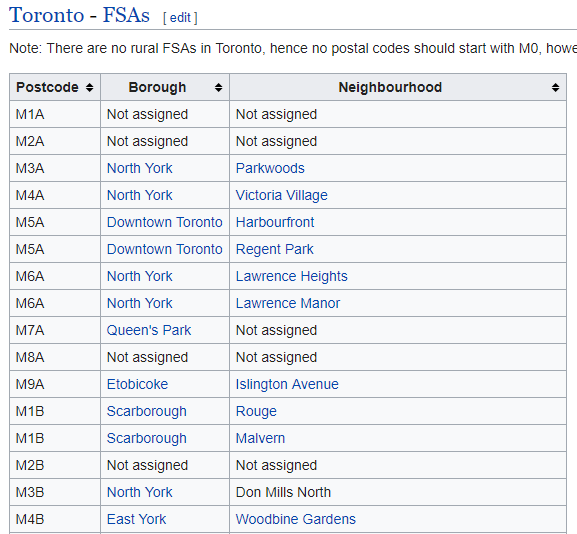 Toronto - FSAs [ edit ]
Note: There are no rural FSAs in Toronto, hence no postal codes should start with M0, howe
Postcode Borough Neighbourhood
M1A Not assigned Not assigned
M2A Not assigned Not assigned
M3A North York Parkwoods
M4A North York Victoria Village
M5A Downtown Toronto Harbourfront
M5A Downtown Toronto Regent Park
M6A North York Lawrence Heights
M6A North York Lawrence Manor
M7A Queen's Park Not assigned
M8A Not assigned Not assigned
M9A Etobicoke Islington Avenue
M1B Scarborough Rouge
M1B Scarborough Malvern
M2B Not assigned Not assigned
M3B North York Don Mills North
M4B East York Woodbine Gardens